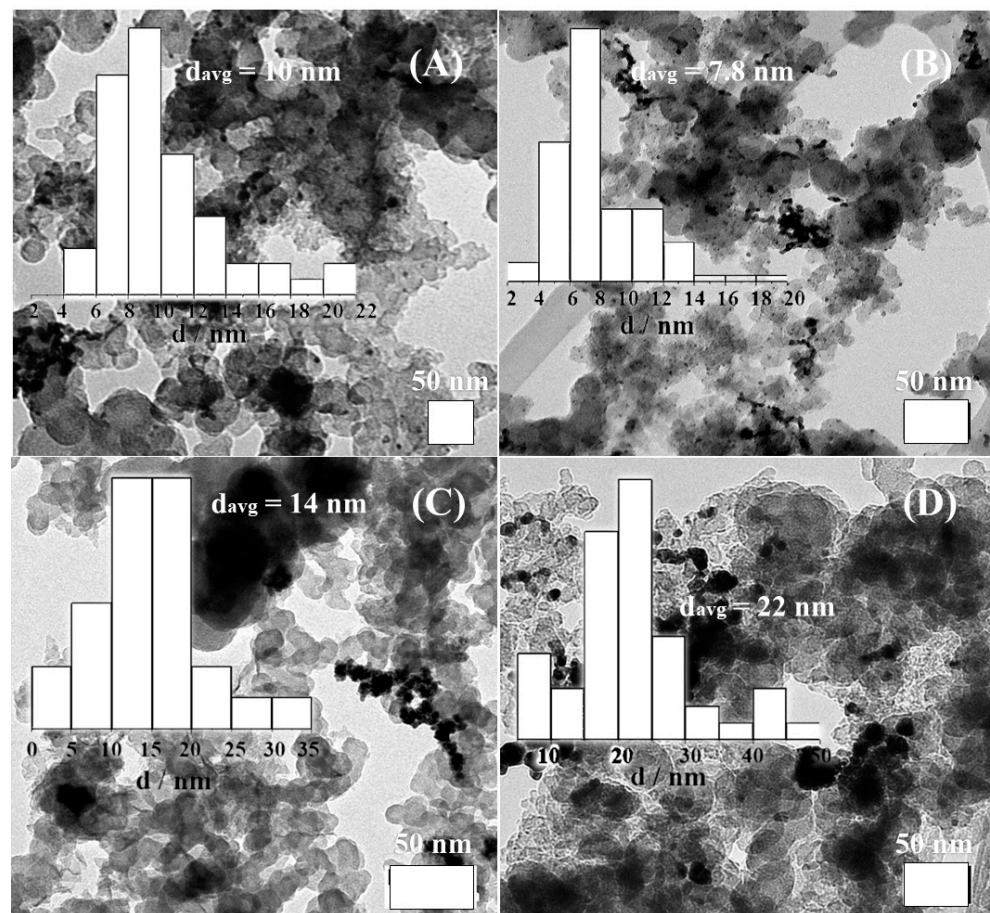 (A)
davg = 10 nm
2 4 6 8 10 12 14 16 18 20 22
d / nm
50 nm
(B)
davg = 7.8 nm
2 4 6 8 10 12 14 16 18 20
d / nm
50 nm
(C)
davg = 14 nm
0 5 10 15 20 25 30 35
d / nm
50 nm
(D)
davg = 22 nm
10 20 30 40 50
d / nm
50 nm